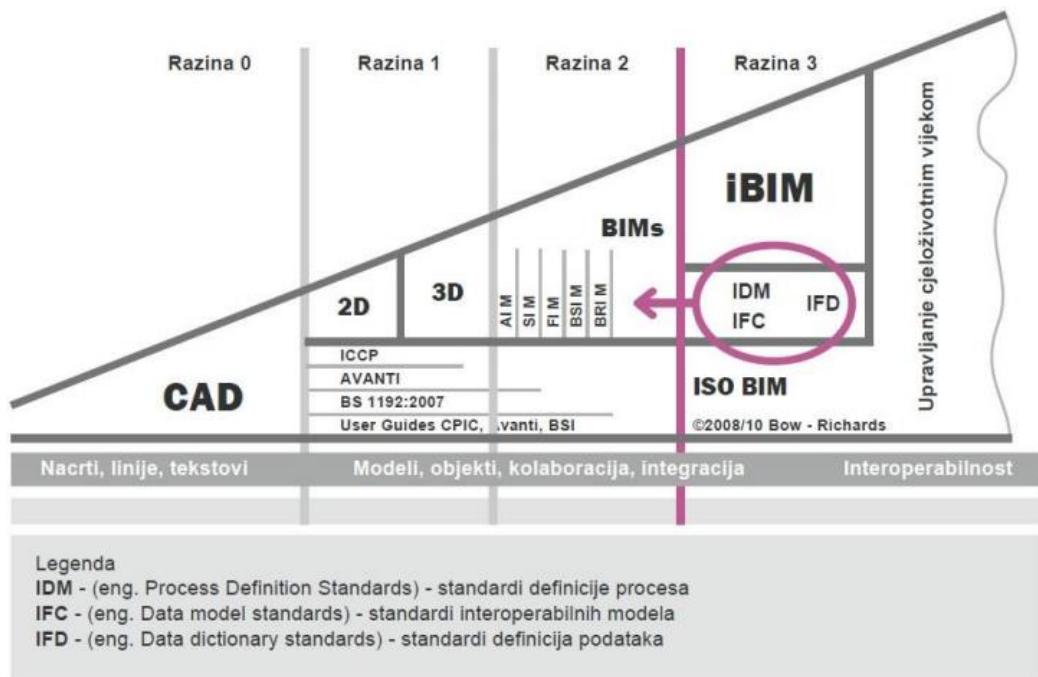 Razina 0 Razina 1 Razina 2 Razina 3
iBIM
BIMs
2D 3D
AI M
SI M
FI M
BSI M
BRI M
IDM IFD
IFC
Upravljanje cjeloživotnim vijekom
CAD
ICCP
AVANTI
BS 1192:2007
User Guides CPIC, Avanti, BSI
ISO BIM
©2008/10 Bow - Richards
Nacrti, linije, tekstovi Modeli, objekti, kolaboracija, integracija Interoperabilnost
Legenda
IDM - (eng. Process Definition Standards) - standardi definicije procesa
IFC - (eng. Data model standards) - standardi interoperabilnih modela
IFD - (eng. Data dictionary standards) - standardi definicija podataka